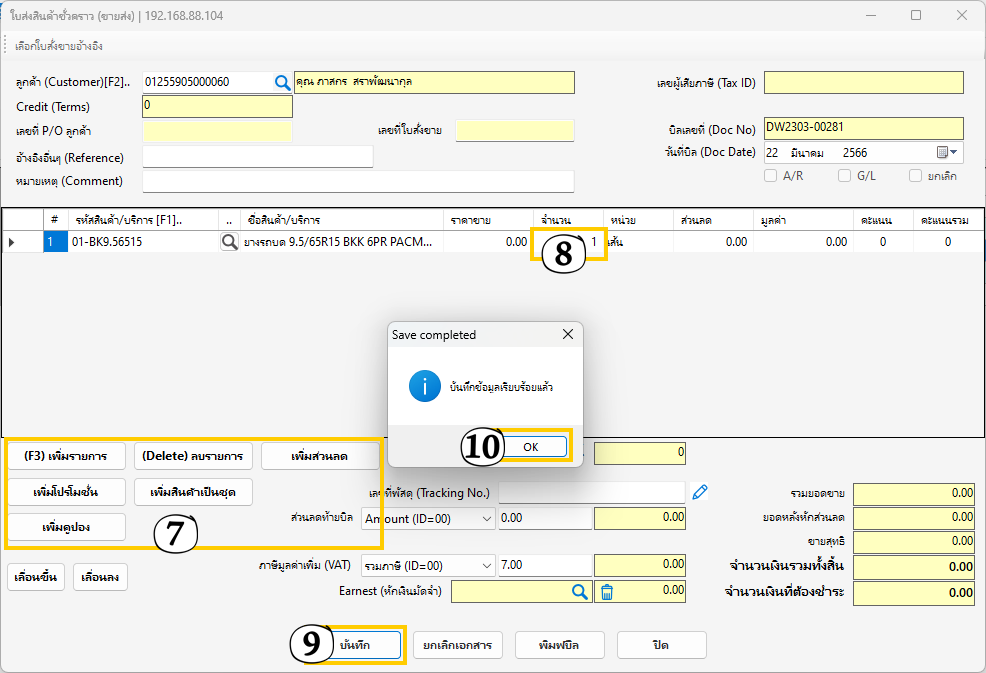 ใบส่งสินค้าชั่วคราว (ขายส่ง) | 192.168.88.104
เลือกใบสั่งขายอ้างอิง
ลูกค้า (Customer)[F2].. 01255905000060 คุณ ภาสกร สราพัฒนากุล เลขผู้เสียภาษี (Tax ID)
Credit (Terms) 0
เลขที่ P/O ลูกค้า เลขที่ใบสั่งขาย บิลเลขที่ (Doc No) DW2303-00281
อ้างอิงอื่นๆ (Reference) วันที่บิล (Doc Date) 22 มีนาคม 2566
หมายเหตุ (Comment) A/R G/L ยกเลิก
# รหัสสินค้า/บริการ [F1].. .. ชื่อสินค้า/บริการ ราคาขาย จำนวน หน่วย ส่วนลด มูลค่า คะแนน คะแนนรวม
1 01-BK9.56515 ยางรถบด 9.5/65R15 BKK 6PR PACM... 0.00 1 เส้น 0.00 0.00 0 0
8
Save completed
บันทึกข้อมูลเรียบร้อยแล้ว
10 OK
(F3) เพิ่มรายการ (Delete) ลบรายการ เพิ่มส่วนลด 0
เพิ่มโปรโมชั่น เพิ่มสินค้าเป็นชุด เลขที่พัสดุ (Tracking No.) รวมยอดขาย 0.00
เพิ่มคูปอง 7 ส่วนลดท้ายบิล Amount (ID=00) 0.00 0.00 ยอดหลังหักส่วนลด 0.00
ขายสุทธิ 0.00
ภาษีมูลค่าเพิ่ม (VAT) รวมภาษี (ID=00) 7.00 0.00 จำนวนเงินรวมทั้งสิ้น 0.00
เลื่อนขึ้น เลื่อนลง Earnest (หักเงินมัดจำ) 0.00 จำนวนเงินที่ต้องชำระ 0.00
9 บันทึก ยกเลิกเอกสาร พิมพ์บิล ปิด